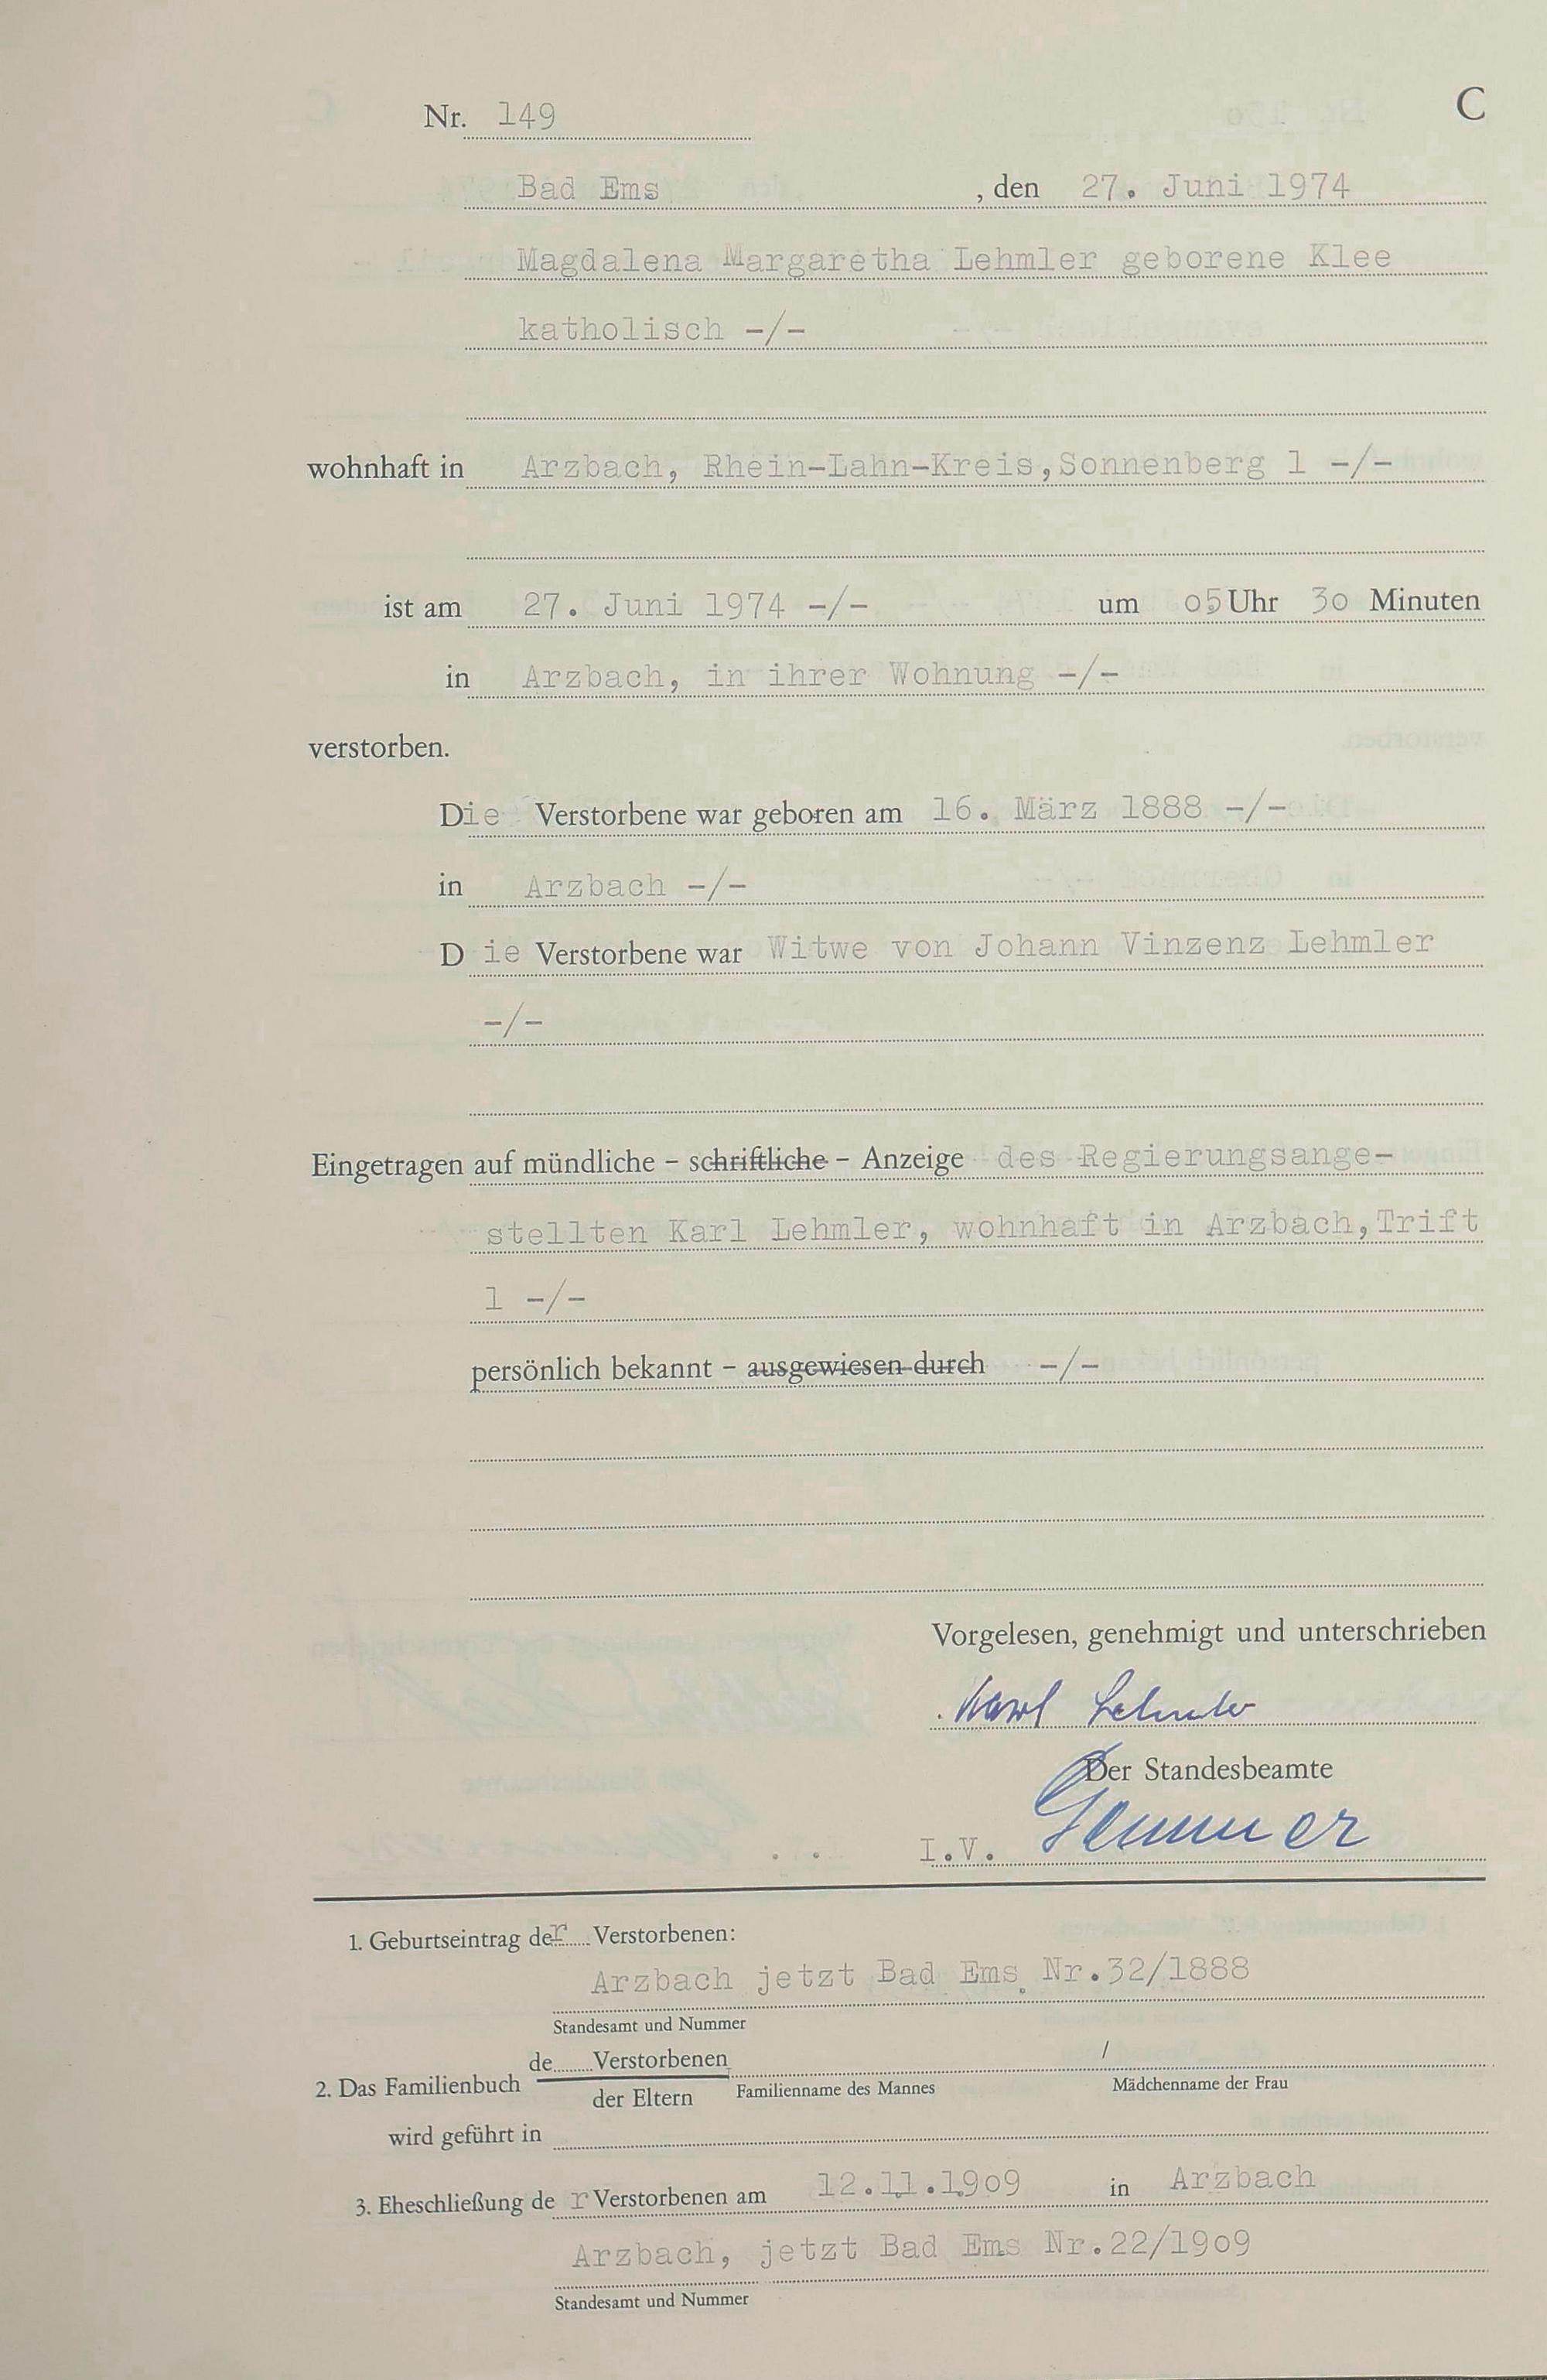 Nr. 149
C
Bad Ems , den 27. Juni 1974
Magdalena Margaretha Lehmler geborene Klee
katholisch -/-
wohnhaft in Arzbach, Rhein-Lahn-Kreis,Sonnenberg 1 -/-
ist am 27. Juni 1974 -/- um 05 Uhr 30 Minuten
in Arzbach, in ihrer Wohnung -/-
verstorben.
Die Verstorbene war geboren am 16. März 1888 -/-
in Arzbach -/-
Die Verstorbene war Witwe von Johann Vinzenz Lehmler
-/-
Eingetragen auf mündliche – schriftliche – Anzeige des Regierungsange-
stellten Karl Lehmler, wohnhaft in Arzbach,Trift
1 -/-
persönlich bekannt – ausgewiesen durch -/-
Vorgelesen, genehmigt und unterschrieben
Karl Lehmler
Der Standesbeamte
I.V.
1. Geburtseintrag der Verstorbenen:
Arzbach jetzt Bad Ems Nr.32/1888
Standesamt und Nummer
de Verstorbenen /
2. Das Familienbuch der Eltern Familienname des Mannes Mädchenname der Frau
wird geführt in
3. Eheschließung der Verstorbenen am 12.11.1909 in Arzbach
Arzbach, jetzt Bad Ems Nr.22/1909
Standesamt und Nummer